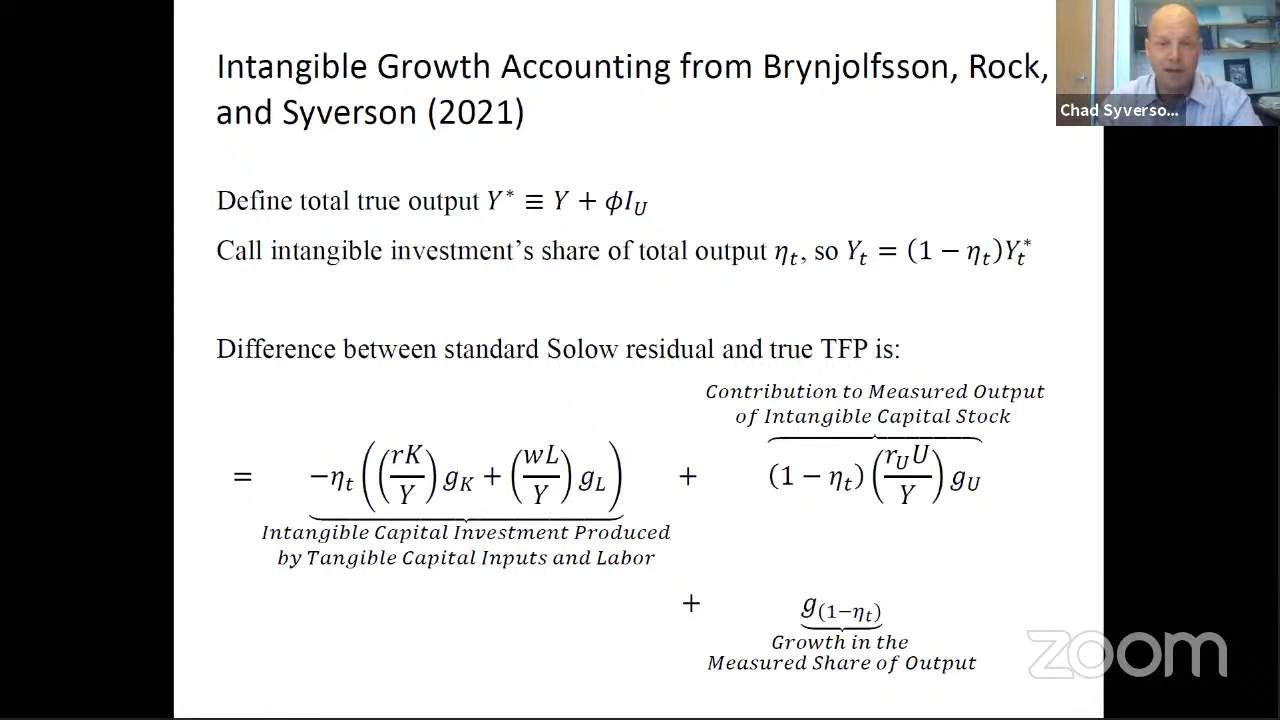 Intangible Growth Accounting from Brynjolfsson, Rock,
and Syverson (2021)
Chad Syverso...
Define total true output Y* ≡ Y + ϕI_U
Call intangible investment's share of total output η_t, so Y_t = (1 − η_t)Y_t*
Difference between standard Solow residual and true TFP is:
Contribution to Measured Output
of Intangible Capital Stock
= −η_t((rK/Y)g_K + (wL/Y)g_L) + (1 − η_t)(r_U U/Y)g_U
Intangible Capital Investment Produced
by Tangible Capital Inputs and Labor
+ g_(1−η_t)
Growth in the
Measured Share of Output
zoom